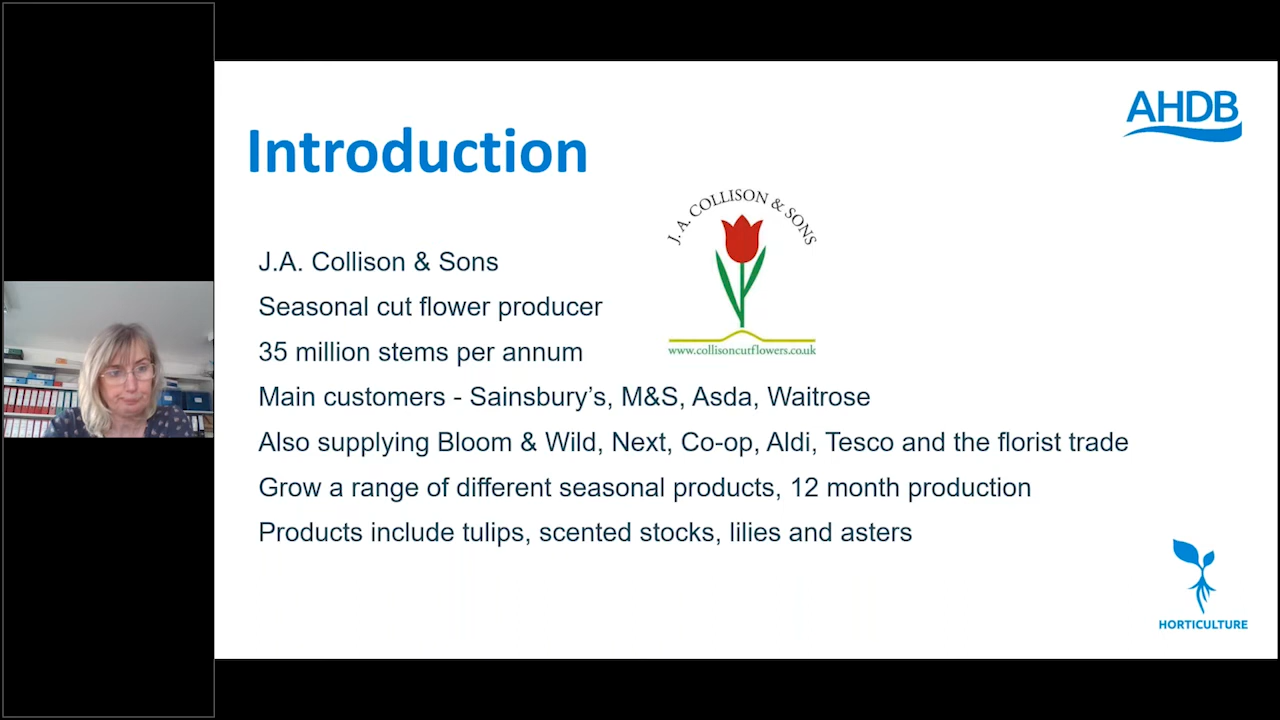 AHDB
Introduction
J. A. COLLISON & SONS
www.collisoncutflowers.co.uk
J.A. Collison & Sons
Seasonal cut flower producer
35 million stems per annum
Main customers - Sainsbury’s, M&S, Asda, Waitrose
Also supplying Bloom & Wild, Next, Co-op, Aldi, Tesco and the florist trade
Grow a range of different seasonal products, 12 month production
Products include tulips, scented stocks, lilies and asters
HORTICULTURE